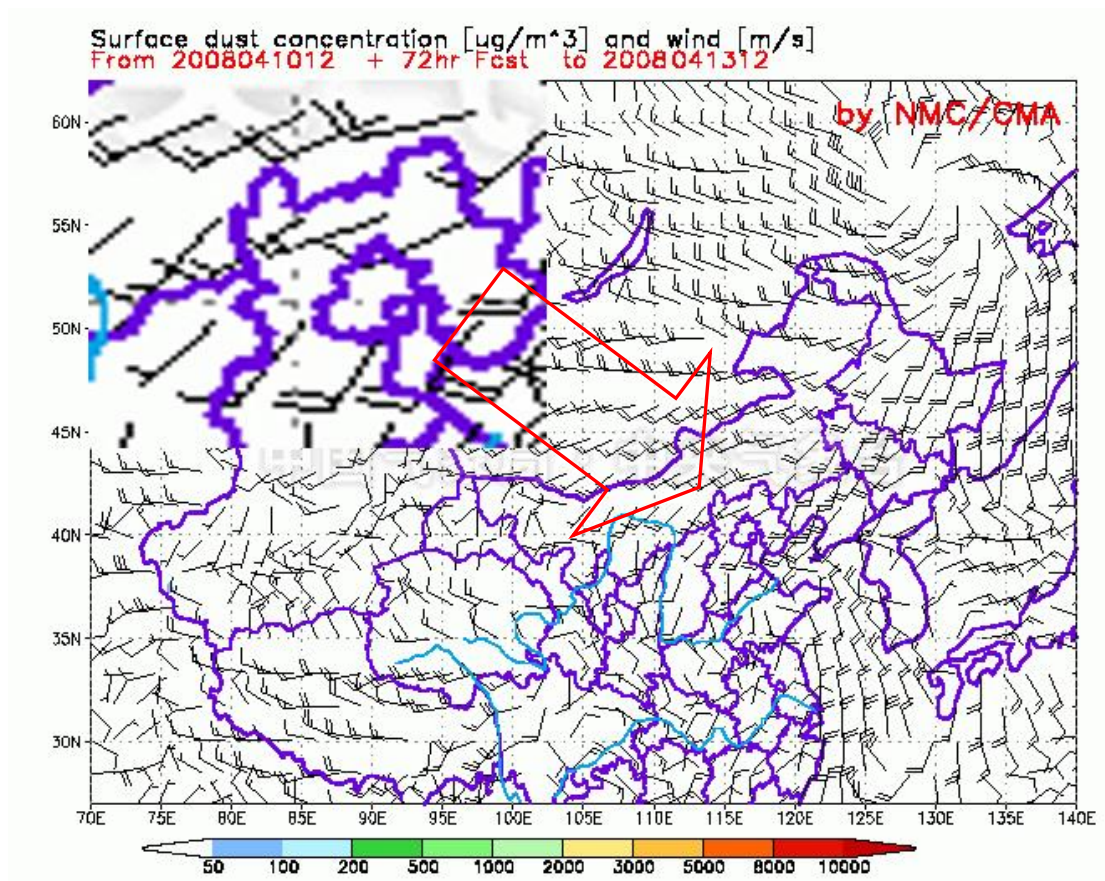 Surface dust concentration [ug/m^3] and wind [m/s]
From 2008041012 + 72hr Fcst to 2008041312
by NMC/CMA
60N
55N
50N
45N
40N
35N
30N
70E 75E 80E 85E 90E 95E 100E 105E 110E 115E 120E 125E 130E 135E 140E
50 100 200 500 1000 2000 3000 5000 8000 10000